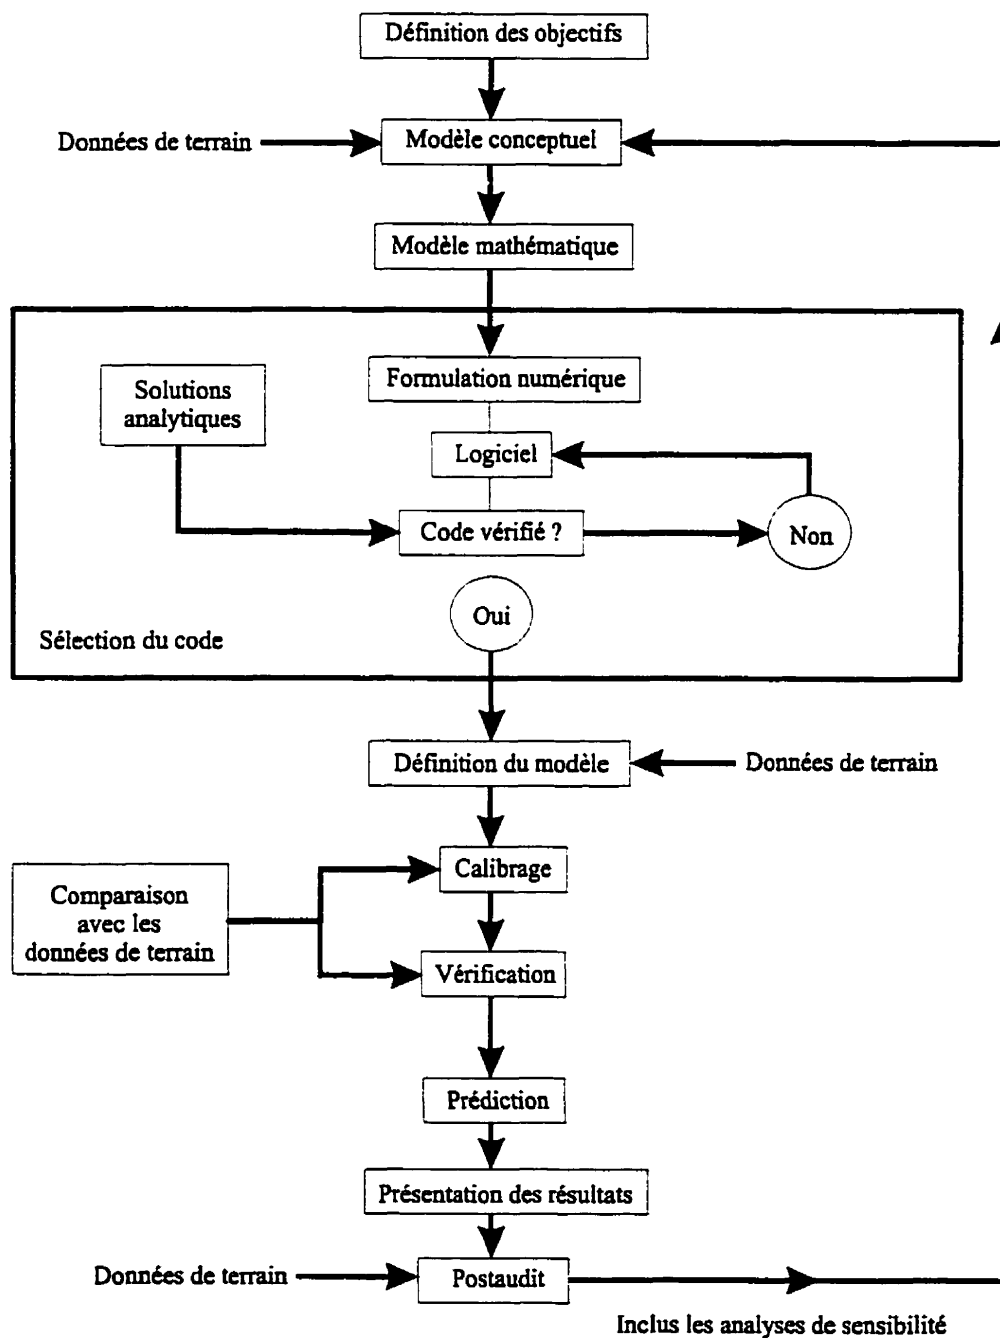 Définition des objectifs
Données de terrain
Modèle conceptuel
Modèle mathématique
Formulation numérique
Solutions
analytiques
Logiciel
Code vérifié ?
Non
Oui
Sélection du code
Définition du modèle
Données de terrain
Calibrage
Comparaison
avec les
données de terrain
Vérification
Prédiction
Présentation des résultats
Données de terrain
Postaudit
Inclus les analyses de sensibilité